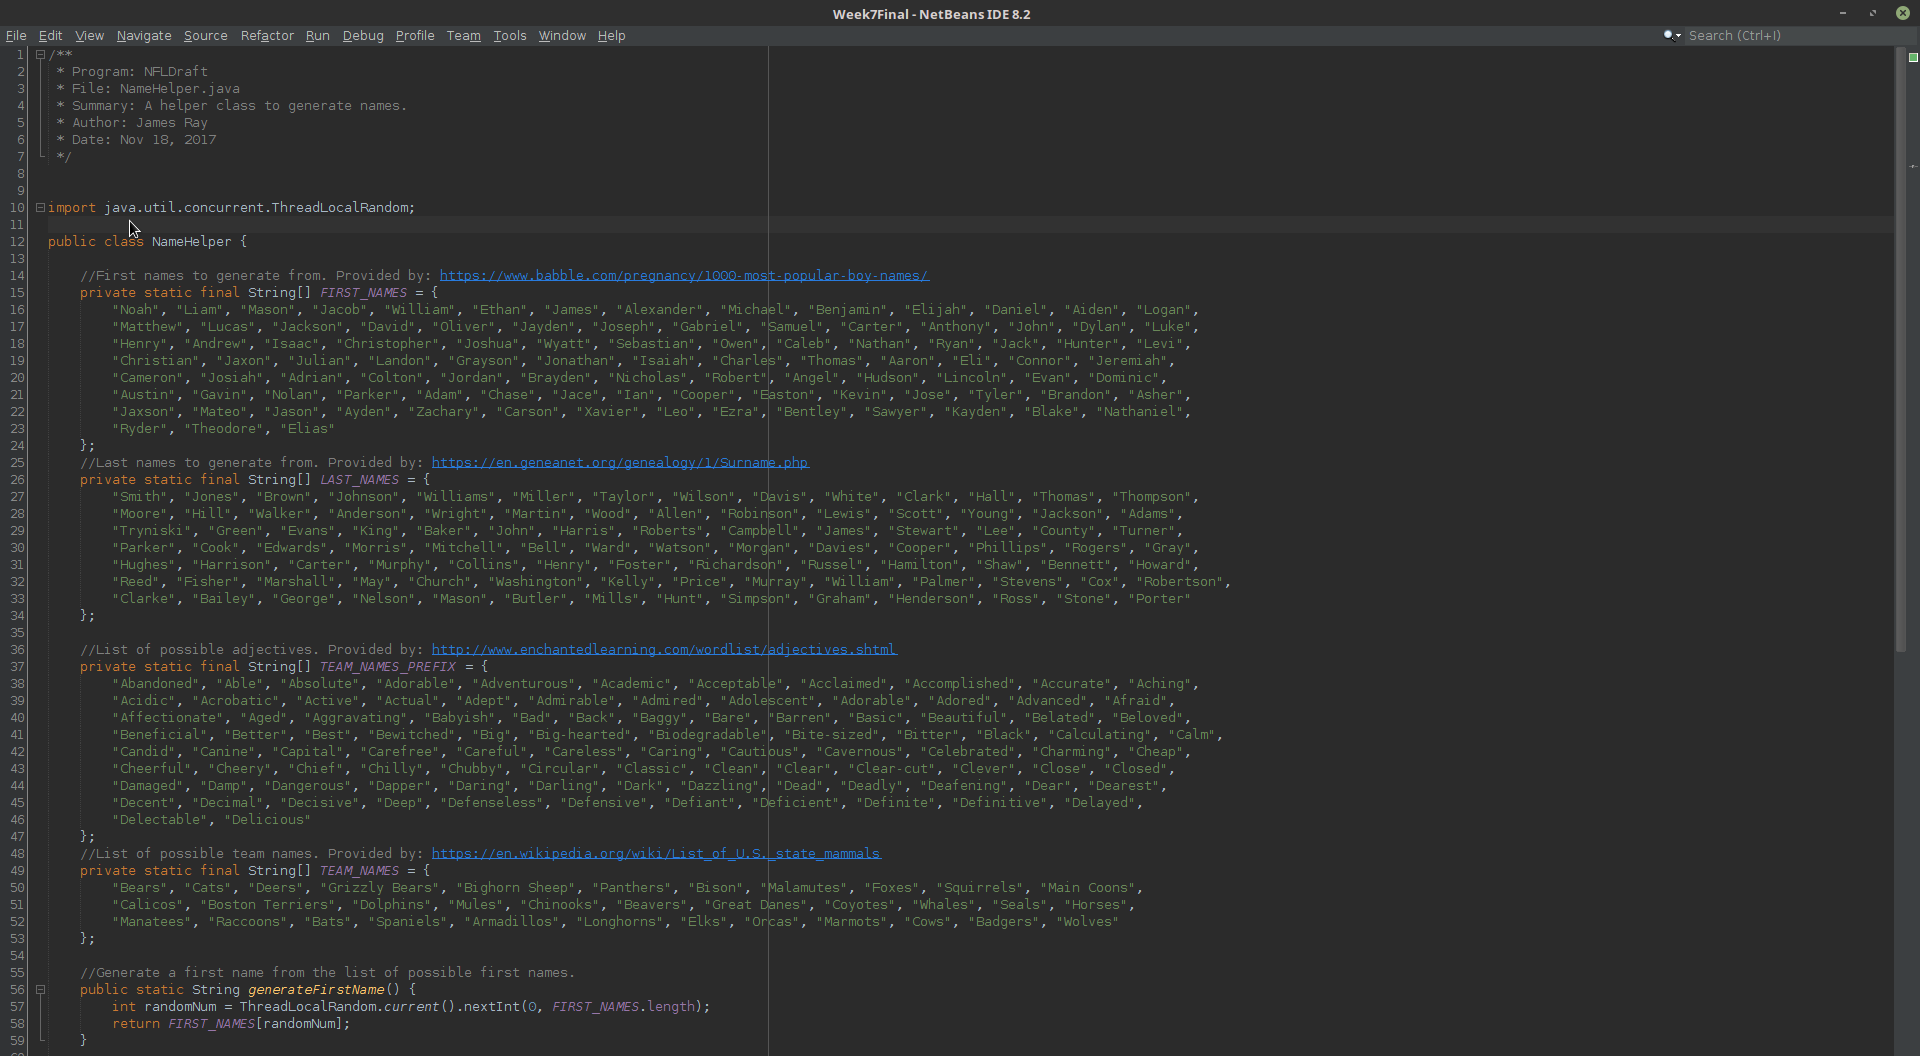 Week7Final - NetBeans IDE 8.2
File Edit View Navigate Source Refactor Run Debug Profile Team Tools Window Help Search (Ctrl+I)
1 /**
2 * Program: NFLDraft
3 * File: NameHelper.java
4 * Summary: A helper class to generate names.
5 * Author: James Ray
6 * Date: Nov 18, 2017
7 */
8
9
10 import java.util.concurrent.ThreadLocalRandom;
11
12 public class NameHelper {
13
14 //First names to generate from. Provided by: https://www.babble.com/pregnancy/1000-most-popular-boy-names/
15 private static final String[] FIRST_NAMES = {
16 "Noah", "Liam", "Mason", "Jacob", "William", "Ethan", "James", "Alexander", "Michael", "Benjamin", "Elijah", "Daniel", "Aiden", "Logan",
17 "Matthew", "Lucas", "Jackson", "David", "Oliver", "Jayden", "Joseph", "Gabriel", "Samuel", "Carter", "Anthony", "John", "Dylan", "Luke",
18 "Henry", "Andrew", "Isaac", "Christopher", "Joshua", "Wyatt", "Sebastian", "Owen", "Caleb", "Nathan", "Ryan", "Jack", "Hunter", "Levi",
19 "Christian", "Jaxon", "Julian", "Landon", "Grayson", "Jonathan", "Isaiah", "Charles", "Thomas", "Aaron", "Eli", "Connor", "Jeremiah",
20 "Cameron", "Josiah", "Adrian", "Colton", "Jordan", "Brayden", "Nicholas", "Robert", "Angel", "Hudson", "Lincoln", "Evan", "Dominic",
21 "Austin", "Gavin", "Nolan", "Parker", "Adam", "Chase", "Jace", "Ian", "Cooper", "Easton", "Kevin", "Jose", "Tyler", "Brandon", "Asher",
22 "Jaxson", "Mateo", "Jason", "Ayden", "Zachary", "Carson", "Xavier", "Leo", "Ezra", "Bentley", "Sawyer", "Kayden", "Blake", "Nathaniel",
23 "Ryder", "Theodore", "Elias"
24 };
25 //Last names to generate from. Provided by: https://en.geneanet.org/genealogy/1/Surname.php
26 private static final String[] LAST_NAMES = {
27 "Smith", "Jones", "Brown", "Johnson", "Williams", "Miller", "Taylor", "Wilson", "Davis", "White", "Clark", "Hall", "Thomas", "Thompson",
28 "Moore", "Hill", "Walker", "Anderson", "Wright", "Martin", "Wood", "Allen", "Robinson", "Lewis", "Scott", "Young", "Jackson", "Adams",
29 "Tryniski", "Green", "Evans", "King", "Baker", "John", "Harris", "Roberts", "Campbell", "James", "Stewart", "Lee", "County", "Turner",
30 "Parker", "Cook", "Edwards", "Morris", "Mitchell", "Bell", "Ward", "Watson", "Morgan", "Davies", "Cooper", "Phillips", "Rogers", "Gray",
31 "Hughes", "Harrison", "Carter", "Murphy", "Collins", "Henry", "Foster", "Richardson", "Russel", "Hamilton", "Shaw", "Bennett", "Howard",
32 "Reed", "Fisher", "Marshall", "May", "Church", "Washington", "Kelly", "Price", "Murray", "William", "Palmer", "Stevens", "Cox", "Robertson",
33 "Clarke", "Bailey", "George", "Nelson", "Mason", "Butler", "Mills", "Hunt", "Simpson", "Graham", "Henderson", "Ross", "Stone", "Porter"
34 };
35
36 //List of possible adjectives. Provided by: http://www.enchantedlearning.com/wordlist/adjectives.shtml
37 private static final String[] TEAM_NAMES_PREFIX = {
38 "Abandoned", "Able", "Absolute", "Adorable", "Adventurous", "Academic", "Acceptable", "Acclaimed", "Accomplished", "Accurate", "Aching",
39 "Acidic", "Acrobatic", "Active", "Actual", "Adept", "Admirable", "Admired", "Adolescent", "Adorable", "Adored", "Advanced", "Afraid",
40 "Affectionate", "Aged", "Aggravating", "Babyish", "Bad", "Back", "Baggy", "Bare", "Barren", "Basic", "Beautiful", "Belated", "Beloved",
41 "Beneficial", "Better", "Best", "Bewitched", "Big", "Big-hearted", "Biodegradable", "Bite-sized", "Bitter", "Black", "Calculating", "Calm",
42 "Candid", "Canine", "Capital", "Carefree", "Careful", "Careless", "Caring", "Cautious", "Cavernous", "Celebrated", "Charming", "Cheap",
43 "Cheerful", "Cheery", "Chief", "Chilly", "Chubby", "Circular", "Classic", "Clean", "Clear", "Clear-cut", "Clever", "Close", "Closed",
44 "Damaged", "Damp", "Dangerous", "Dapper", "Daring", "Darling", "Dark", "Dazzling", "Dead", "Deadly", "Deafening", "Dear", "Dearest",
45 "Decent", "Decimal", "Decisive", "Deep", "Defenseless", "Defensive", "Defiant", "Deficient", "Definite", "Definitive", "Delayed",
46 "Delectable", "Delicious"
47 };
48 //List of possible team names. Provided by: https://en.wikipedia.org/wiki/List_of_U.S._state_mammals
49 private static final String[] TEAM_NAMES = {
50 "Bears", "Cats", "Deers", "Grizzly Bears", "Bighorn Sheep", "Panthers", "Bison", "Malamutes", "Foxes", "Squirrels", "Main Coons",
51 "Calicos", "Boston Terriers", "Dolphins", "Mules", "Chinooks", "Beavers", "Great Danes", "Coyotes", "Whales", "Seals", "Horses",
52 "Manatees", "Raccoons", "Bats", "Spaniels", "Armadillos", "Longhorns", "Elks", "Orcas", "Marmots", "Cows", "Badgers", "Wolves"
53 };
54
55 //Generate a first name from the list of possible first names.
56 public static String generateFirstName() {
57 int randomNum = ThreadLocalRandom.current().nextInt(0, FIRST_NAMES.length);
58 return FIRST_NAMES[randomNum];
59 }